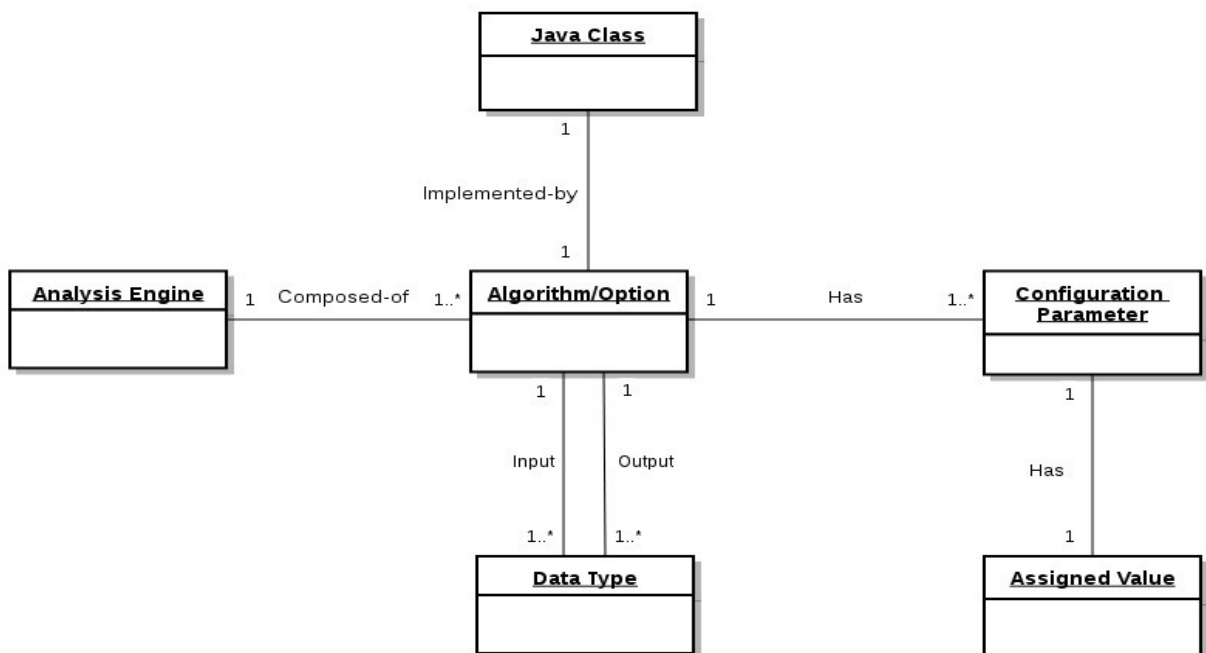 Java Class
1
Implemented-by
1
Analysis Engine
1
Composed-of
1..*
Algorithm/Option
1
Has
1..*
Configuration
Parameter
1
1
1
Input
Output
Has
1..*
1..*
1
Data Type
Assigned Value